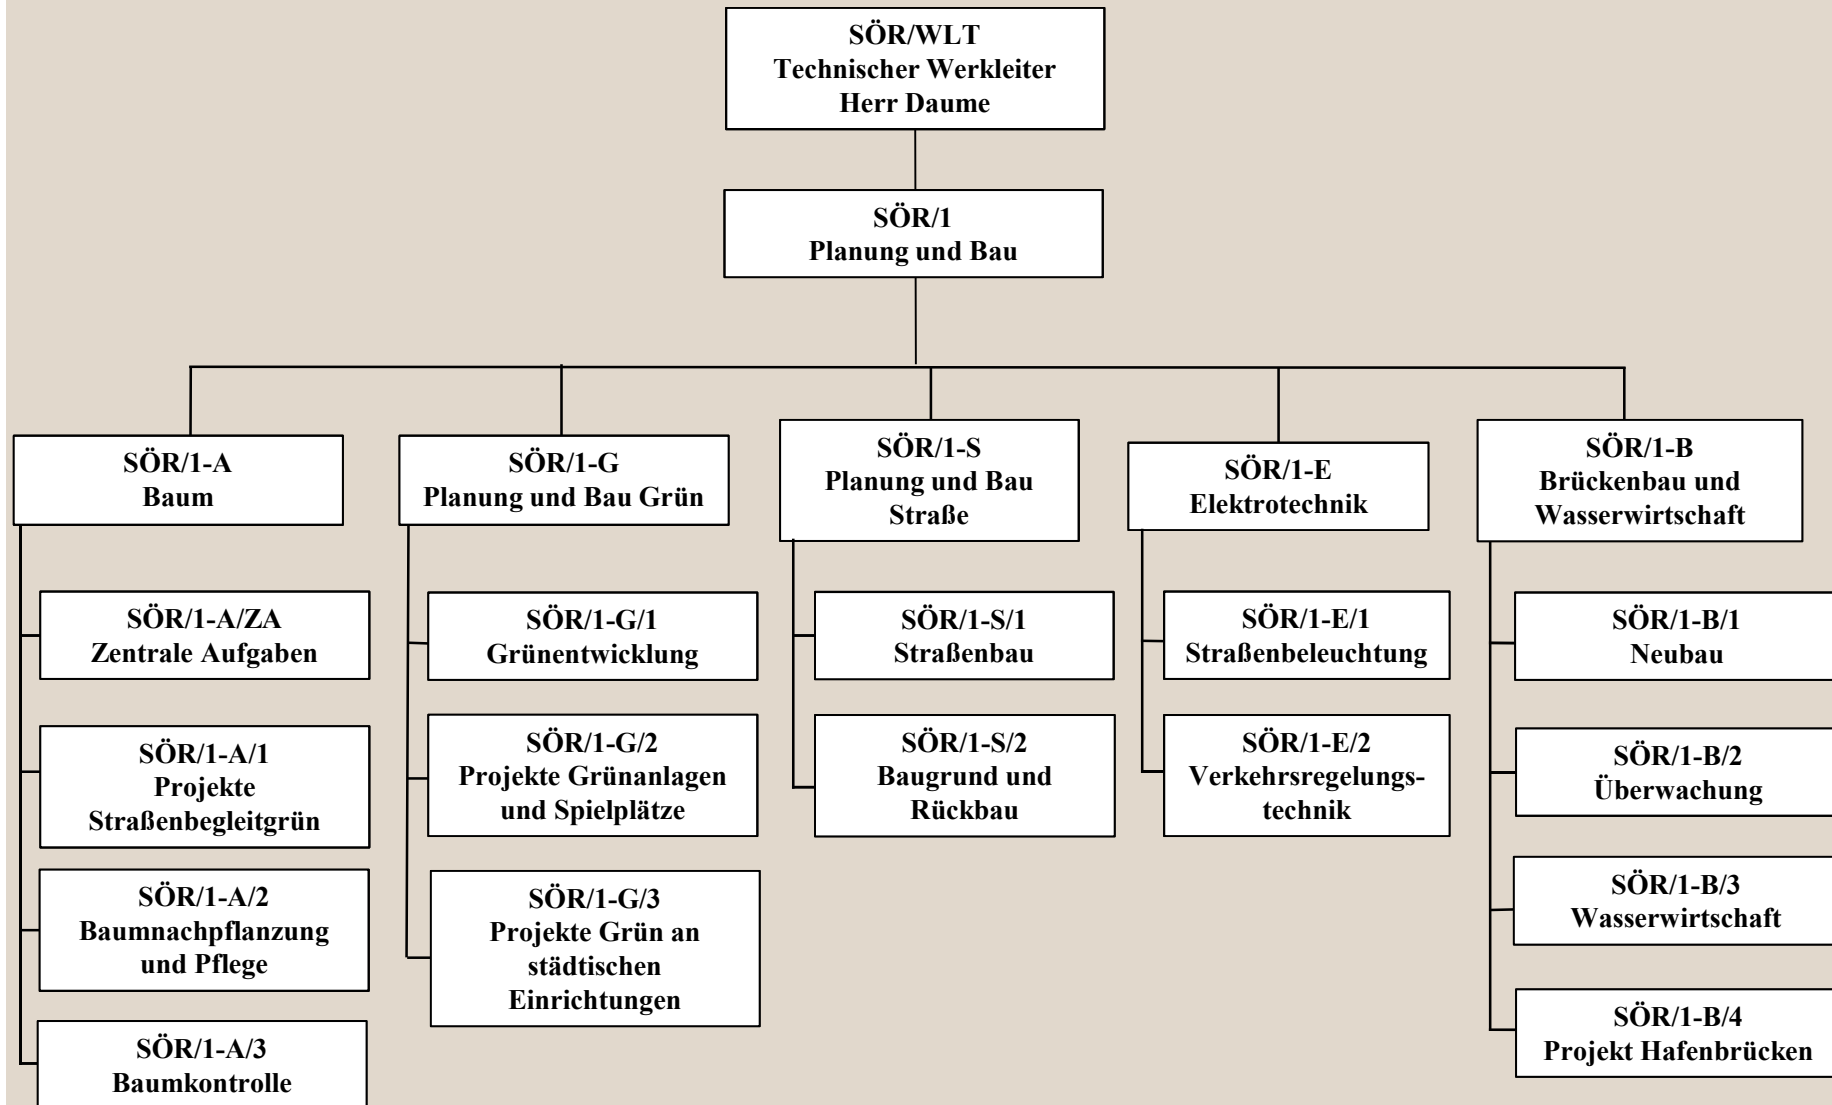 SÖR/WLT
Technischer Werkleiter
Herr Daume
SÖR/1
Planung und Bau
SÖR/1-A
Baum
SÖR/1-A/ZA
Zentrale Aufgaben
SÖR/1-A/1
Projekte
Straßenbegleitgrün
SÖR/1-A/2
Baumnachpflanzung
und Pflege
SÖR/1-A/3
Baumkontrolle
SÖR/1-G
Planung und Bau Grün
SÖR/1-G/1
Grünentwicklung
SÖR/1-G/2
Projekte Grünanlagen
und Spielplätze
SÖR/1-G/3
Projekte Grün an
städtischen
Einrichtungen
SÖR/1-S
Planung und Bau
Straße
SÖR/1-S/1
Straßenbau
SÖR/1-S/2
Baugrund und
Rückbau
SÖR/1-E
Elektrotechnik
SÖR/1-E/1
Straßenbeleuchtung
SÖR/1-E/2
Verkehrsregelungs-
technik
SÖR/1-B
Brückenbau und
Wasserwirtschaft
SÖR/1-B/1
Neubau
SÖR/1-B/2
Überwachung
SÖR/1-B/3
Wasserwirtschaft
SÖR/1-B/4
Projekt Hafenbrücken